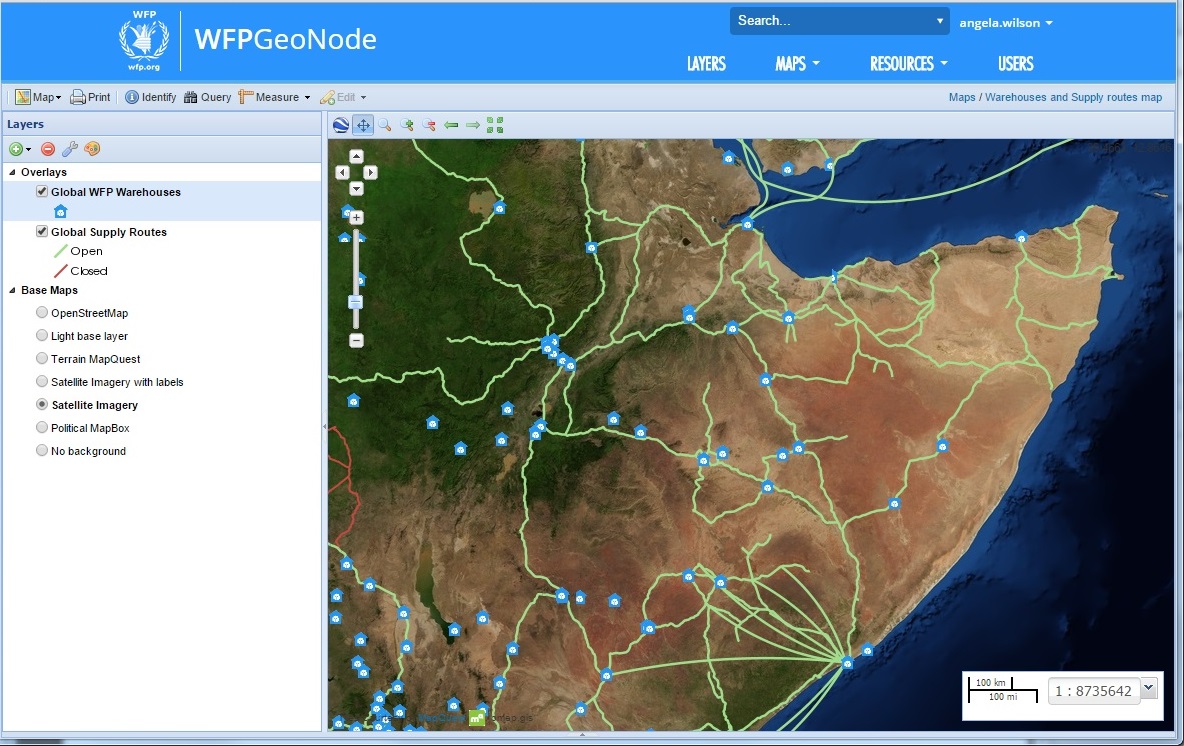 WFP
wfp.org
WFPGeoNode
Search...
angela.wilson
LAYERS MAPS RESOURCES USERS
Map Print Identify Query Measure Edit
Maps / Warehouses and Supply routes map
Layers
Overlays
Global WFP Warehouses
Global Supply Routes
Open
Closed
Base Maps
OpenStreetMap
Light base layer
Terrain MapQuest
Satellite Imagery with labels
Satellite Imagery
Political MapBox
No background
100 km
100 mi
1 : 8735642